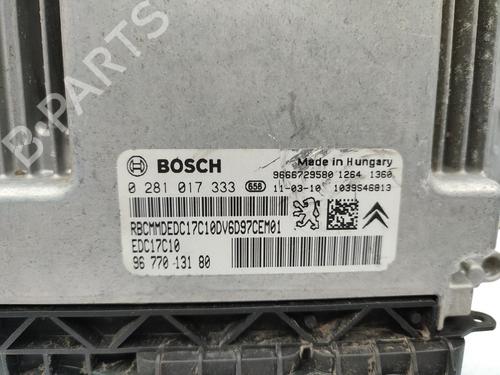 BOSCH
Made in Hungary
9666729580 1264 1360
0 281 017 333 658 11-03-10 1039S46813
RBCMMDEDC17C10DV6D97CEM01
EDC17C10
96 770 131 80
B-PARTS